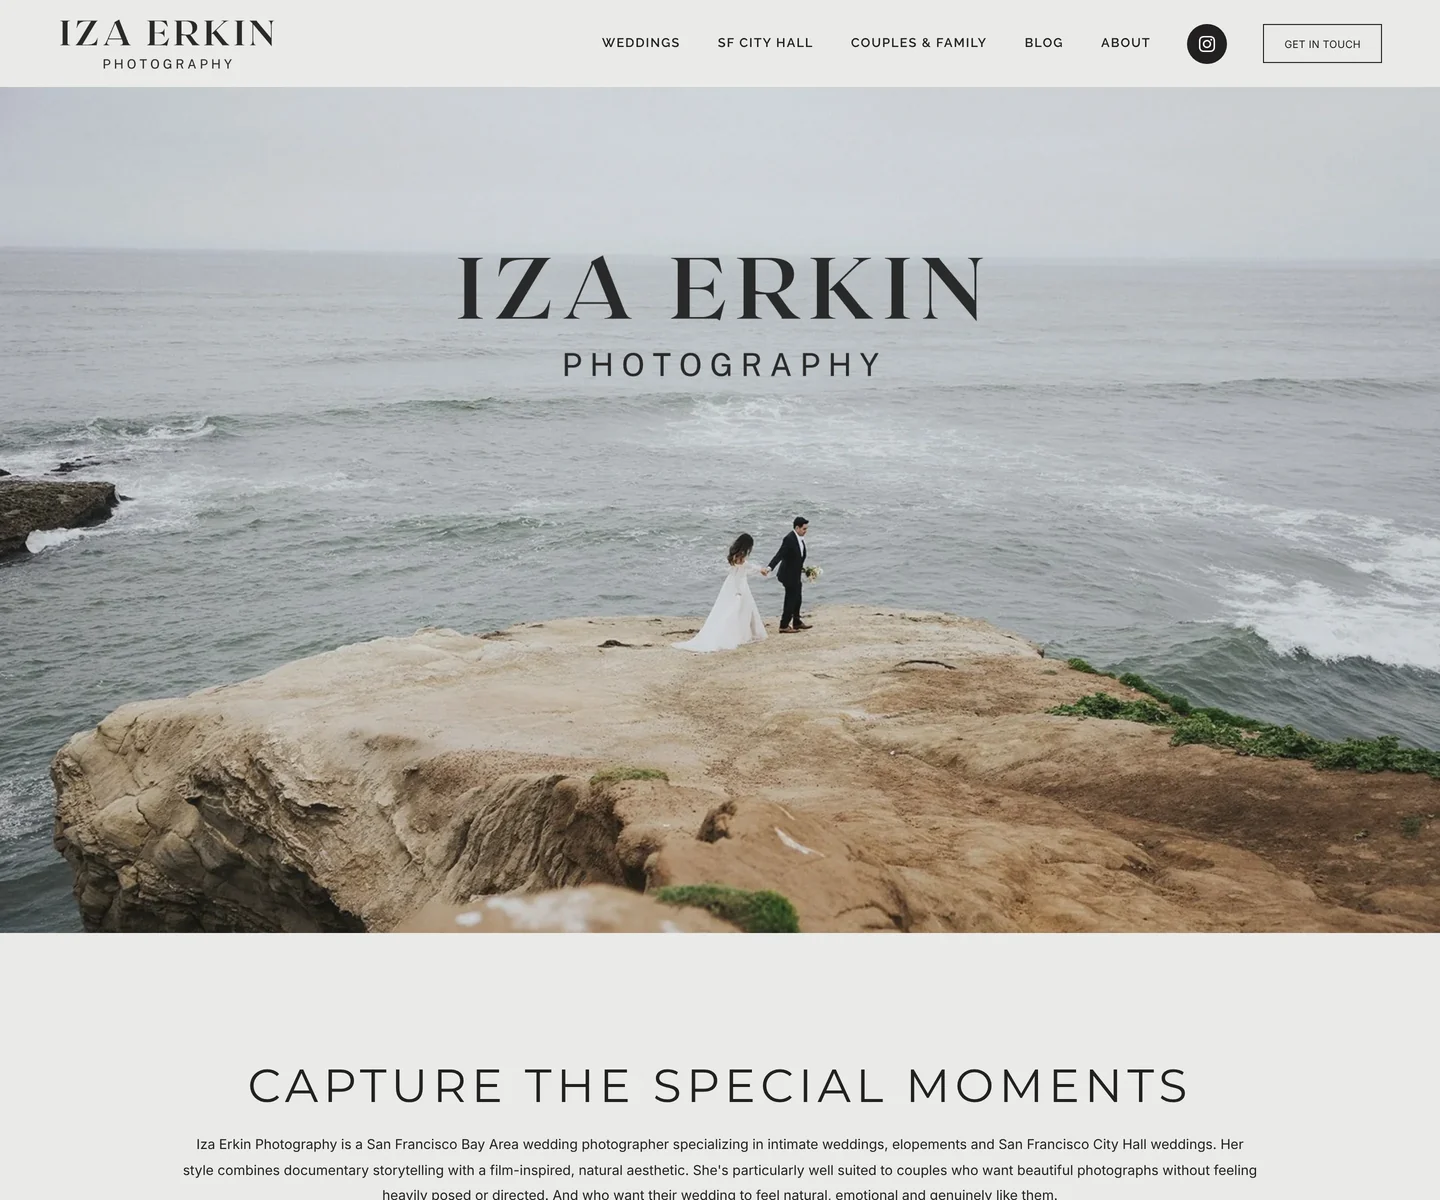 IZA ERKIN
PHOTOGRAPHY
WEDDINGS
SF CITY HALL
COUPLES & FAMILY
BLOG
ABOUT
GET IN TOUCH
IZA ERKIN
PHOTOGRAPHY
CAPTURE THE SPECIAL MOMENTS
Iza Erkin Photography is a San Francisco Bay Area wedding photographer specializing in intimate weddings, elopements and San Francisco City Hall weddings. Her
style combines documentary storytelling with a film-inspired, natural aesthetic. She's particularly well suited to couples who want beautiful photographs without feeling
heavily posed or directed. And who want their wedding to feel natural, emotional and genuinely like them.